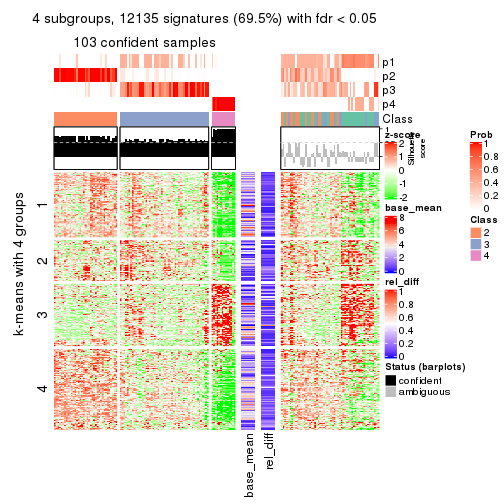 4 subgroups, 12135 signatures (69.5%) with fdr < 0.05
103 confident samples
p1
p2
p3
p4
Class
1
Silhouette
score
k-means with 4 groups
1
2
3
4
base_mean
rel_diff
z-score
2
1
0
-1
-2
base_mean
8
6
4
2
0
rel_diff
1
0.8
0.6
0.4
0.2
0
Status (barplots)
confident
ambiguous
Prob
1
0.8
0.6
0.4
0.2
0
Class
2
3
4